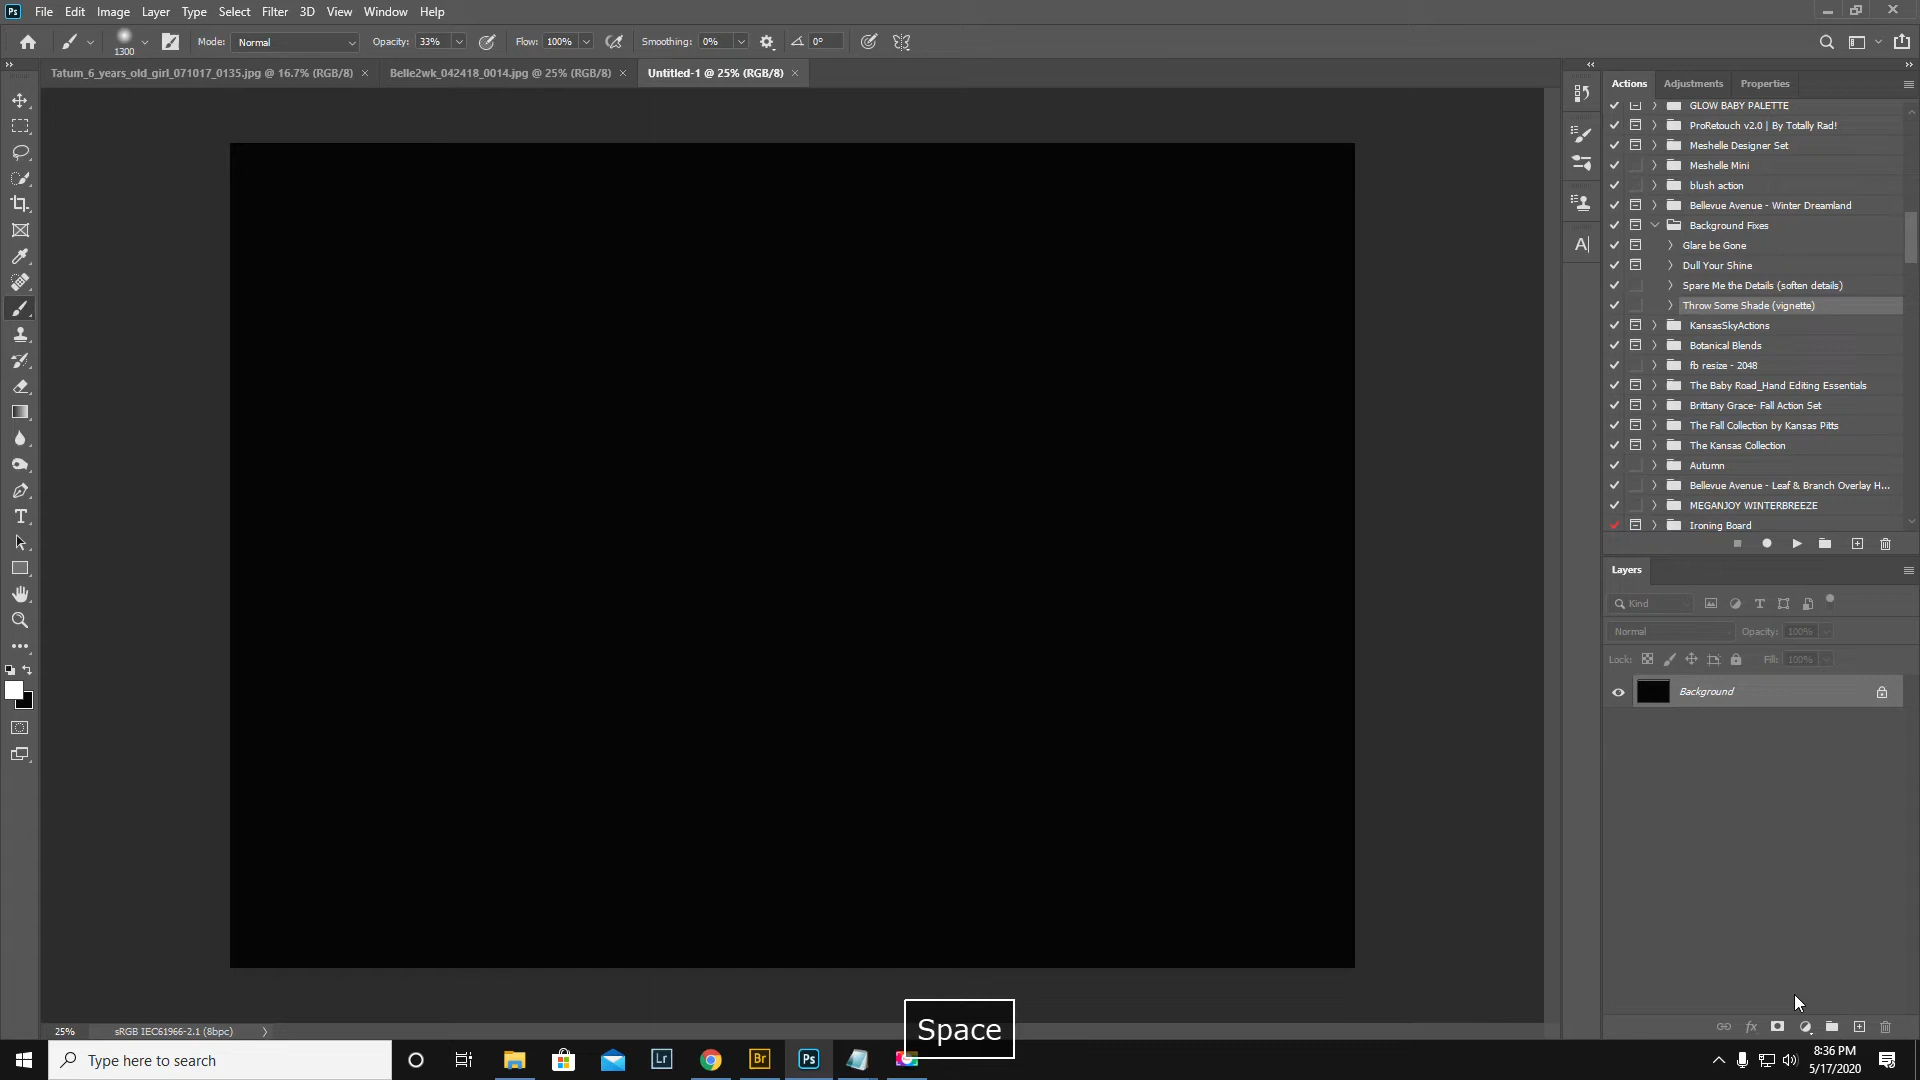 Ps File Edit Image Layer Type Select Filter 3D View Window Help
1300 Mode: Normal Opacity: 33% Flow: 100% Smoothing: 0% 0°
Tatum_6_years_old_girl_071017_0135.jpg @ 16.7% (RGB/8) × Belle2wk_042418_0014.jpg @ 25% (RGB/8) × Untitled-1 @ 25% (RGB/8) ×
Actions Adjustments Properties
GLOW BABY PALETTE
ProRetouch v2.0 | By Totally Rad!
Meshelle Designer Set
Meshelle Mini
blush action
Bellevue Avenue - Winter Dreamland
Background Fixes
Glare be Gone
Dull Your Shine
Spare Me the Details (soften details)
Throw Some Shade (vignette)
KansasSkyActions
Botanical Blends
fb resize - 2048
The Baby Road_Hand Editing Essentials
Brittany Grace- Fall Action Set
The Fall Collection by Kansas Pitts
The Kansas Collection
Autumn
Bellevue Avenue - Leaf & Branch Overlay H...
MEGANJOY WINTERBREEZE
Ironing Board
Layers
Kind
Normal Opacity: 100%
Lock: Fill: 100%
Background
25% sRGB IEC61966-2.1 (8bpc)
Space
Type here to search
Lr Br Ps
8:36 PM
5/17/2020